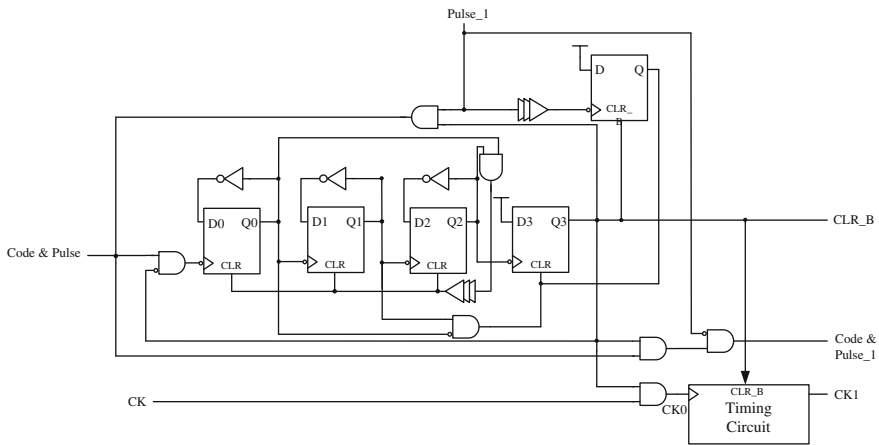 Pulse_1
D Q
CLR_
B
D0 Q0
CLR
D1 Q1
CLR
D2 Q2
CLR
D3 Q3
CLR
CLR_B
Code & Pulse
Code &
Pulse_1
CK
CK0
CLR_B
Timing
Circuit
CK1